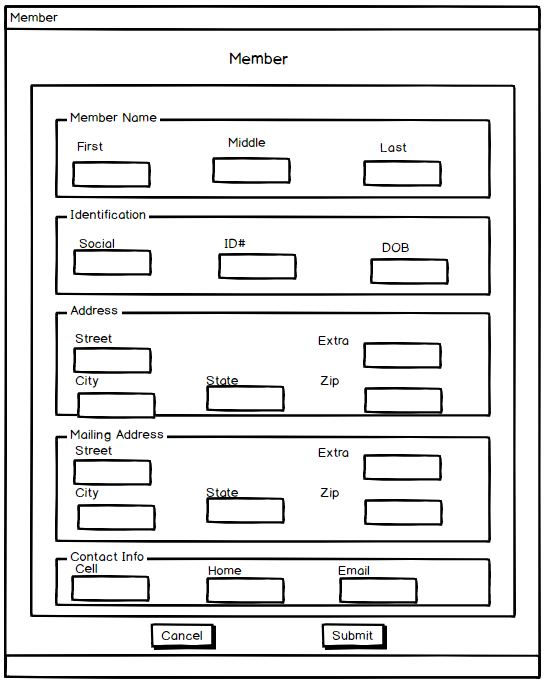 Member
Member
Member Name
First Middle Last
Identification
Social ID# DOB
Address
Street Extra
City State Zip
Mailing Address
Street Extra
City State Zip
Contact Info
Cell Home Email
Cancel Submit